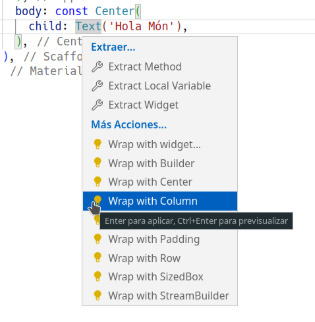 body: const Center(
child: Text('Hola Món'),
), // Cent
), // Scaffo
// Material
Extraer...
Extract Method
Extract Local Variable
Extract Widget
Más Acciones...
Wrap with widget...
Wrap with Builder
Wrap with Center
Wrap with Column
Enter para aplicar, Ctrl+Enter para previsualizar
Wrap with Padding
Wrap with Row
Wrap with SizedBox
Wrap with StreamBuilder